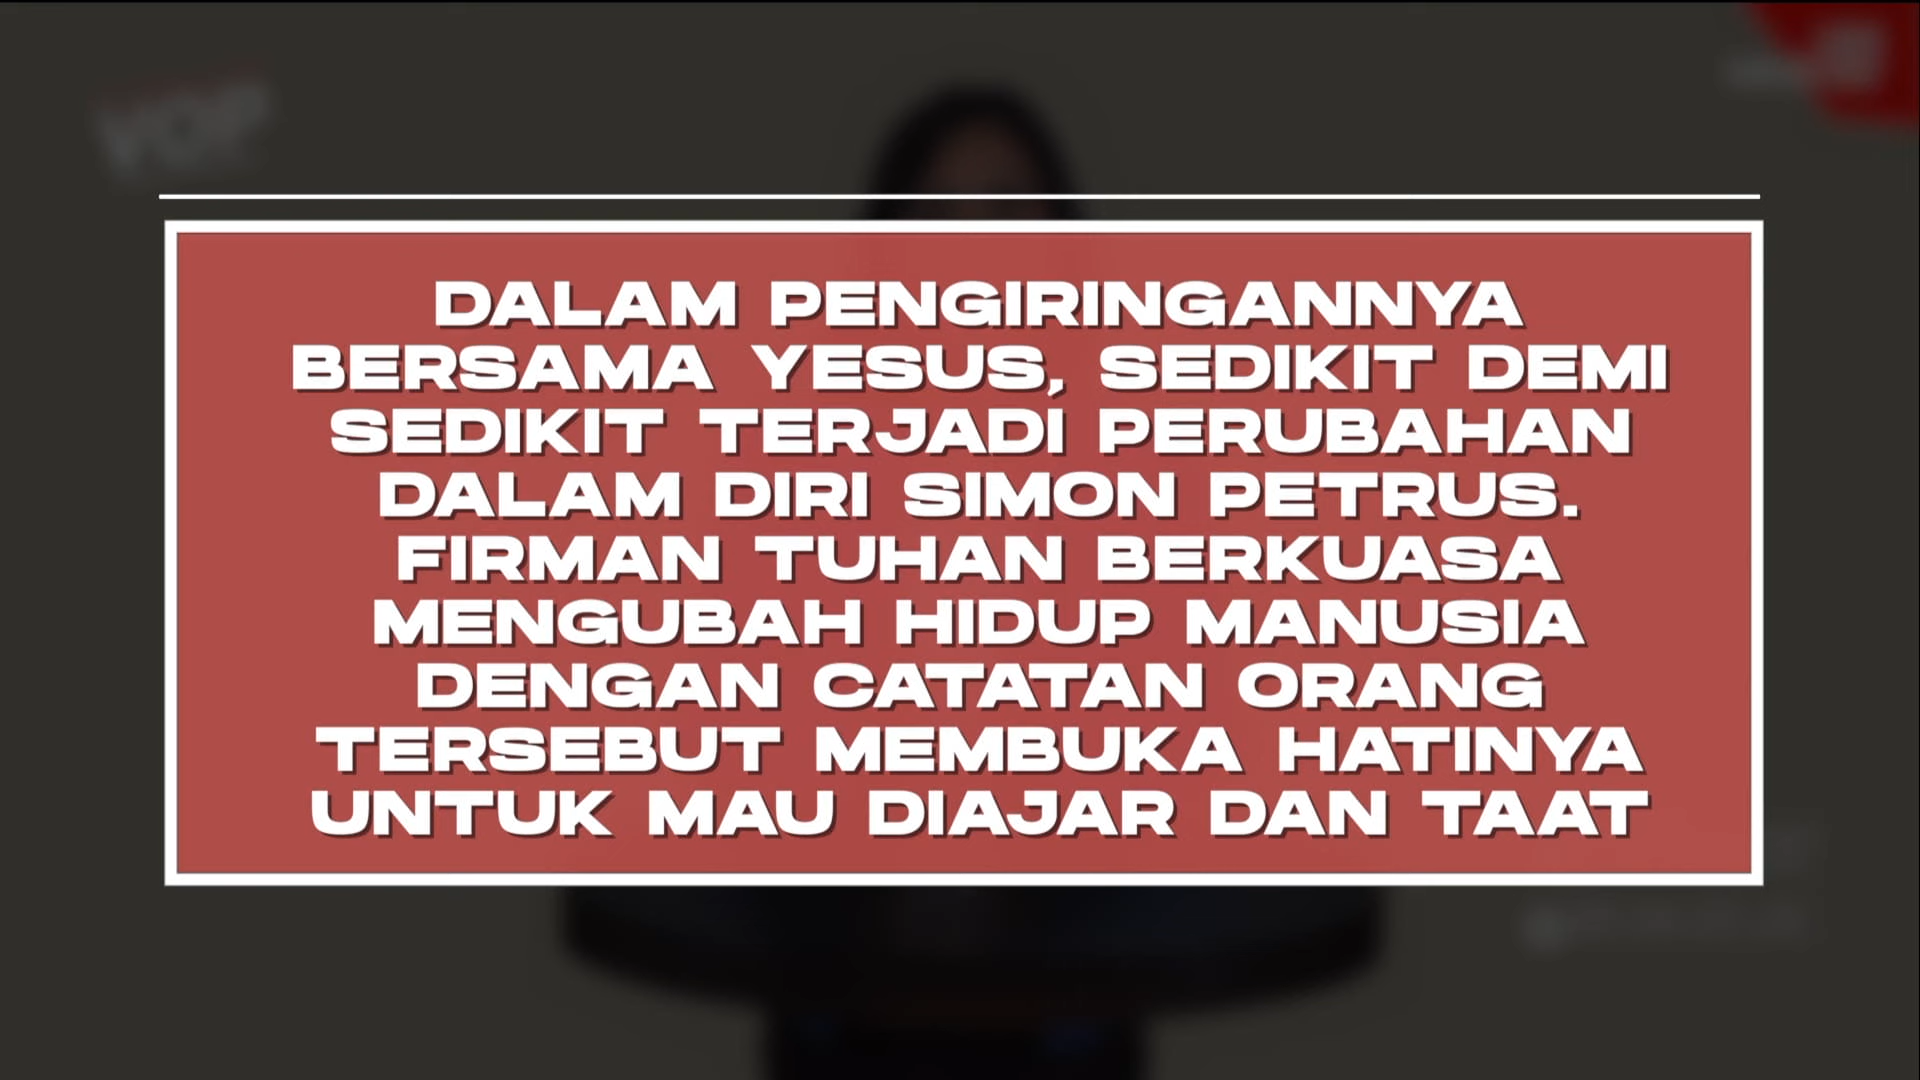 DALAM PENGIRINGANNYA
BERSAMA YESUS, SEDIKIT DEMI
SEDIKIT TERJADI PERUBAHAN
DALAM DIRI SIMON PETRUS.
FIRMAN TUHAN BERKUASA
MENGUBAH HIDUP MANUSIA
DENGAN CATATAN ORANG
TERSEBUT MEMBUKA HATINYA
UNTUK MAU DIAJAR DAN TAAT